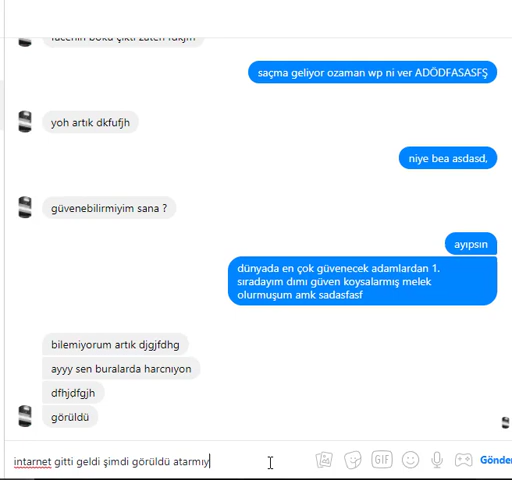 saçma geliyor ozaman wp ni ver ADÖDFASASFŞ
yoh artık dkfufjh
niye bea asdasd,
güvenebilirmiyim sana ?
ayıpsın
dünyada en çok güvenecek adamlardan 1.
sıradayım dımı güven koysalarmış melek
olurmuşum amk sadasfasf
bilemiyorum artık djgjfdhg
ayyy sen buralarda harcnıyon
dfhjdfgjh
görüldü
intarnet gitti geldi şimdi görüldü atarmıy
GIF
Gönder